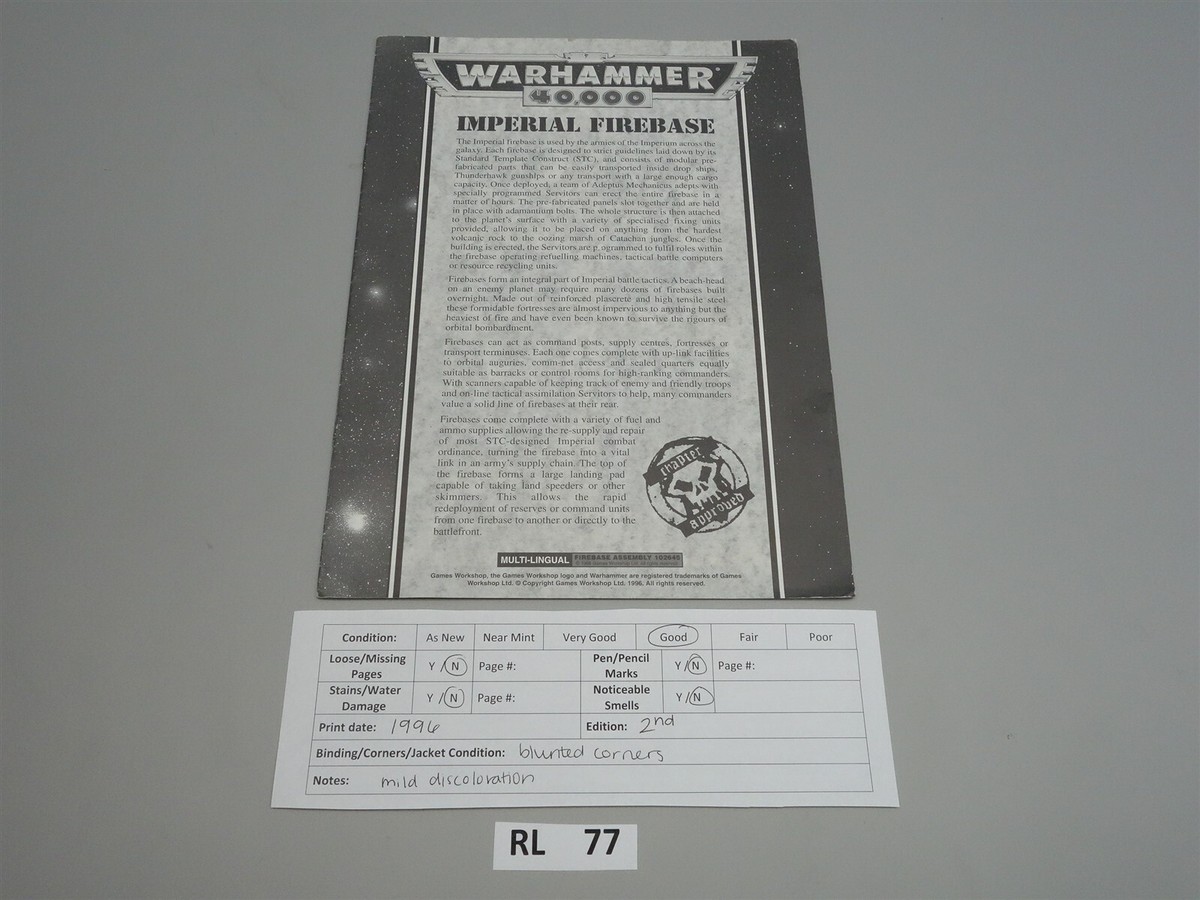 WARHAMMER
40,000
IMPERIAL FIREBASE
The Imperial firebase is used by the armies of the Imperium across the
galaxy. Each firebase is designed to strict guidelines laid down by its
Standard Template Construct (STC), and consists of modular pre-
fabricated parts that can be easily transported inside drop ships,
Thunderhawk gunships or any transport with a large enough cargo
capacity. Once deployed, a team of Adeptus Mechanicus adepts with
specially programmed Servitors can erect the entire firebase in a
matter of hours. The pre-fabricated panels slot together and are held
in place with adamantium bolts. The whole structure is then attached
to the planet's surface with a variety of specialised fixing units
provided, allowing it to be placed on anything from the hardest
volcanic rock to the oozing marsh of Catachan jungles. Once the
building is erected, the Servitors are p ogrammed to fulfil roles within
the firebase operating refuelling machines, tactical battle computers
or resource recycling units.
Firebases form an integral part of Imperial battle tactics. A beach-head
on an enemy planet may require many dozens of firebases built
overnight. Made out of reinforced plascrete and high tensile steel
these formidable fortresses are almost impervious to anything but the
heaviest of fire and have even been known to survive the rigours of
orbital bombardment.
Firebases can act as command posts, supply centres, fortresses or
transport terminuses. Each one comes complete with up-link facilities
to orbital auguries, comm-net access and sealed quarters equally
suitable as barracks or control rooms for high-ranking commanders.
With scanners capable of keeping track of enemy and friendly troops
and on-line tactical assimilation Servitors to help, many commanders
value a solid line of firebases at their rear.
Firebases come complete with a variety of fuel and
ammo supplies allowing the re-supply and repair
of most STC-designed Imperial combat
ordinance, turning the firebase into a vital
link in an army's supply chain. The top of
the firebase forms a large landing pad
capable of taking land speeders or other
skimmers. This allows the rapid
redeployment of reserves or command units
from one firebase to another or directly to the
battlefront.
chapter
approved
MULTI-LINGUAL FIREBASE ASSEMBLY 102645
Games Workshop, the Games Workshop logo and Warhammer are registered trademarks of Games
Workshop Ltd. © Copyright Games Workshop Ltd. 1996, All rights reserved.
Condition: As New Near Mint Very Good Good Fair Poor
Loose/Missing Pages Y / N Page #: Pen/Pencil Marks Y / N Page #:
Stains/Water Damage Y / N Page #: Noticeable Smells Y / N
Print date: 1996 Edition: 2nd
Binding/Corners/Jacket Condition: blunted corners
Notes: mild discoloration
RL 77